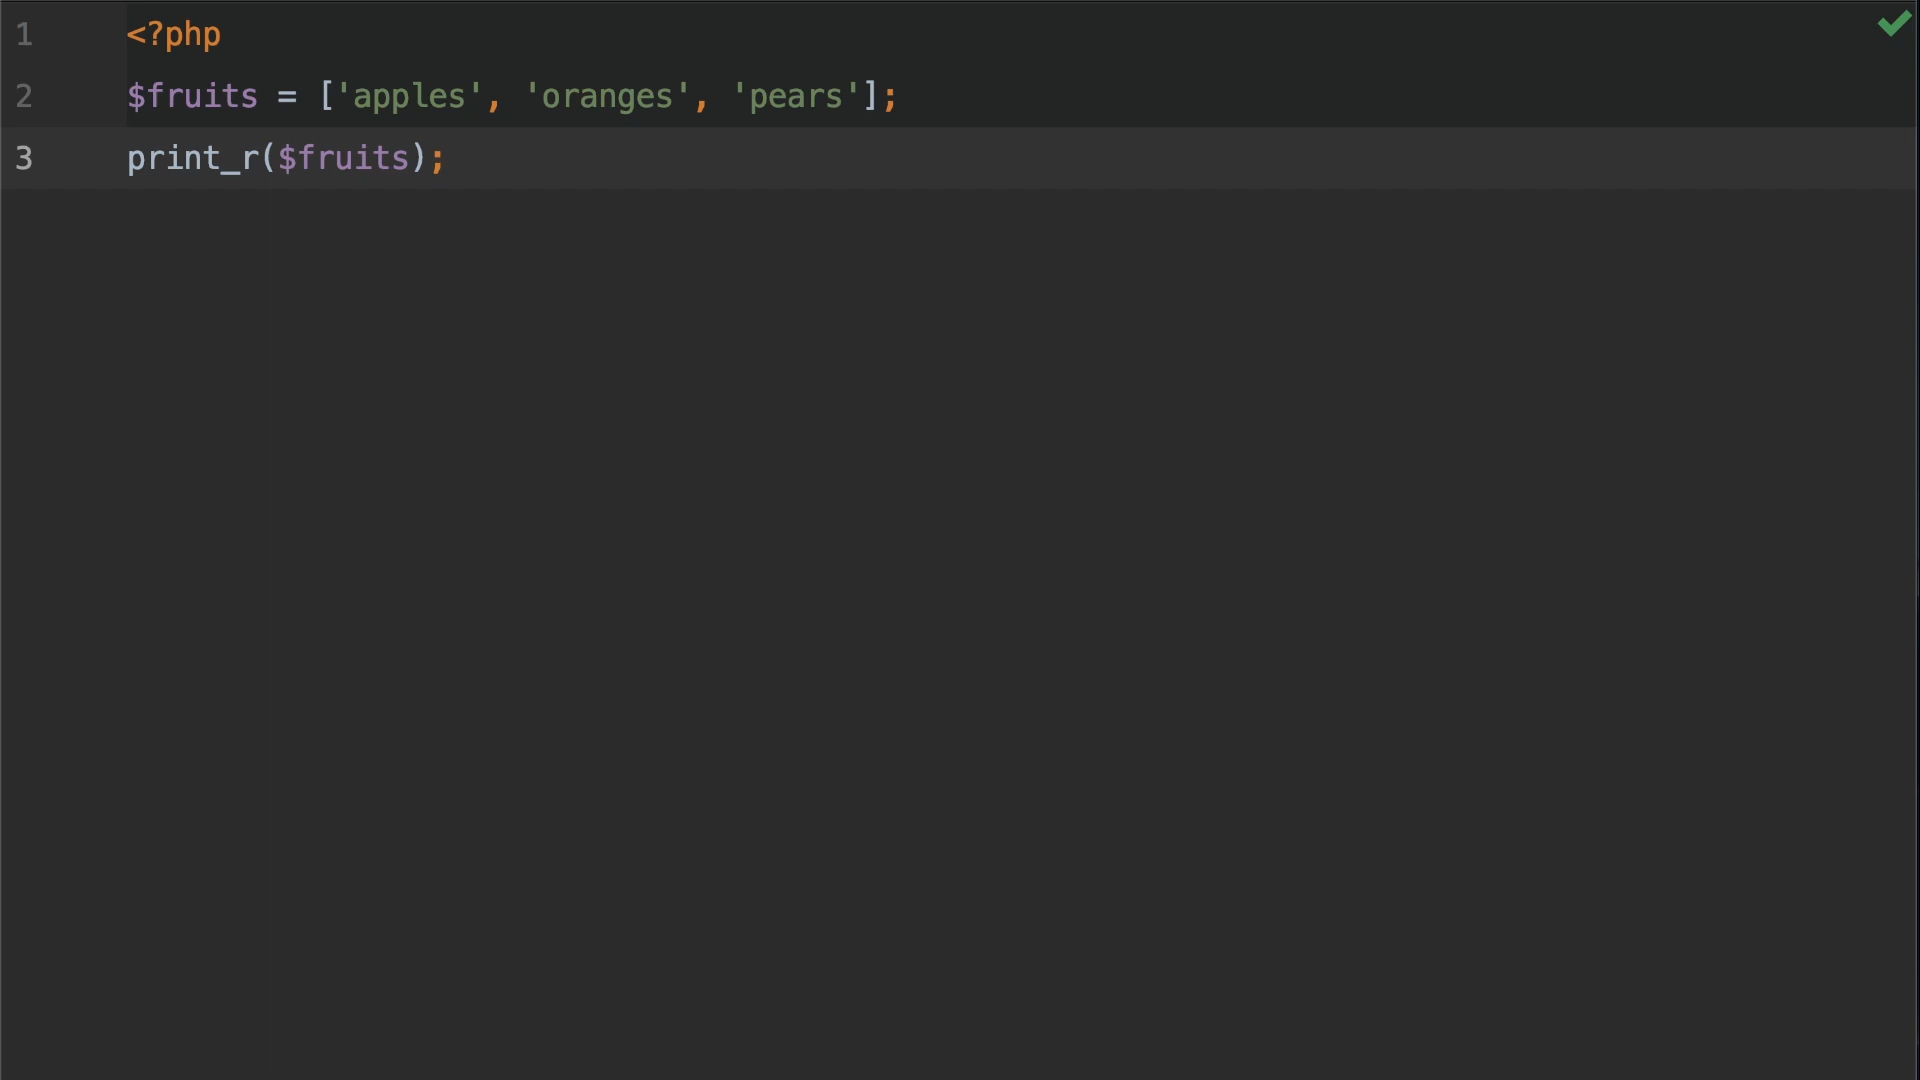 1 <?php
2 $fruits = ['apples', 'oranges', 'pears'];
3 print_r($fruits);